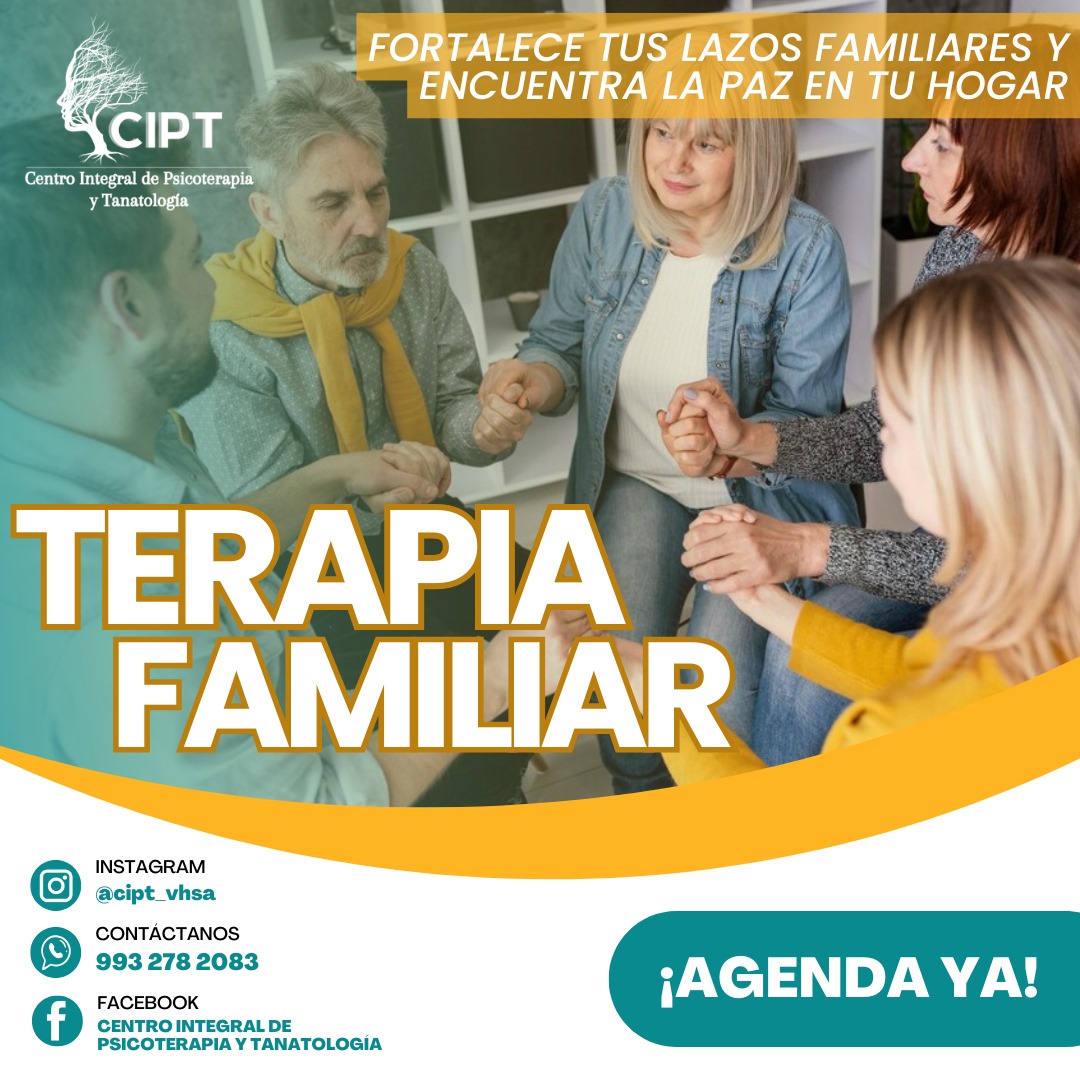 CIPT
Centro Integral de Psicoterapia
y Tanatología
FORTALECE TUS LAZOS FAMILIARES Y
ENCUENTRA LA PAZ EN TU HOGAR
TERAPIA
FAMILIAR
INSTAGRAM
@cipt_vhsa
CONTÁCTANOS
993 278 2083
FACEBOOK
CENTRO INTEGRAL DE
PSICOTERAPIA Y TANATOLOGÍA
¡AGENDA YA!